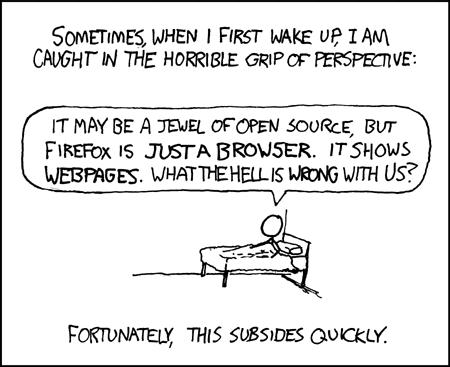 SOMETIMES, WHEN I FIRST WAKE UP, I AM
CAUGHT IN THE HORRIBLE GRIP OF PERSPECTIVE:
IT MAY BE A JEWEL OF OPEN SOURCE, BUT
FIREFOX IS JUST A BROWSER. IT SHOWS
WEBPAGES. WHAT THE HELL IS WRONG WITH US?
FORTUNATELY, THIS SUBSIDES QUICKLY.